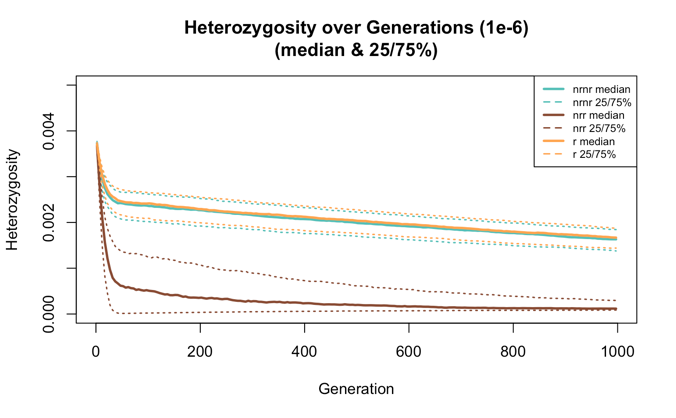 Heterozygosity over Generations (1e-6)
(median & 25/75%)
nrnr median
nrnr 25/75%
nrr median
nrr 25/75%
r median
r 25/75%
Heterozygosity
0.004
0.002
0.000
0 200 400 600 800 1000
Generation